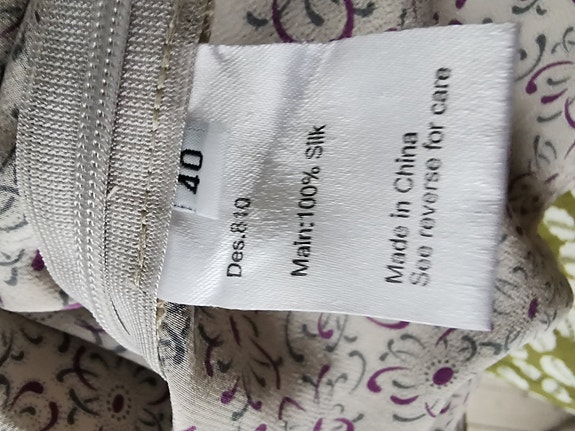 40
Des.810
Main:100% Silk
Made in China
See reverse for care